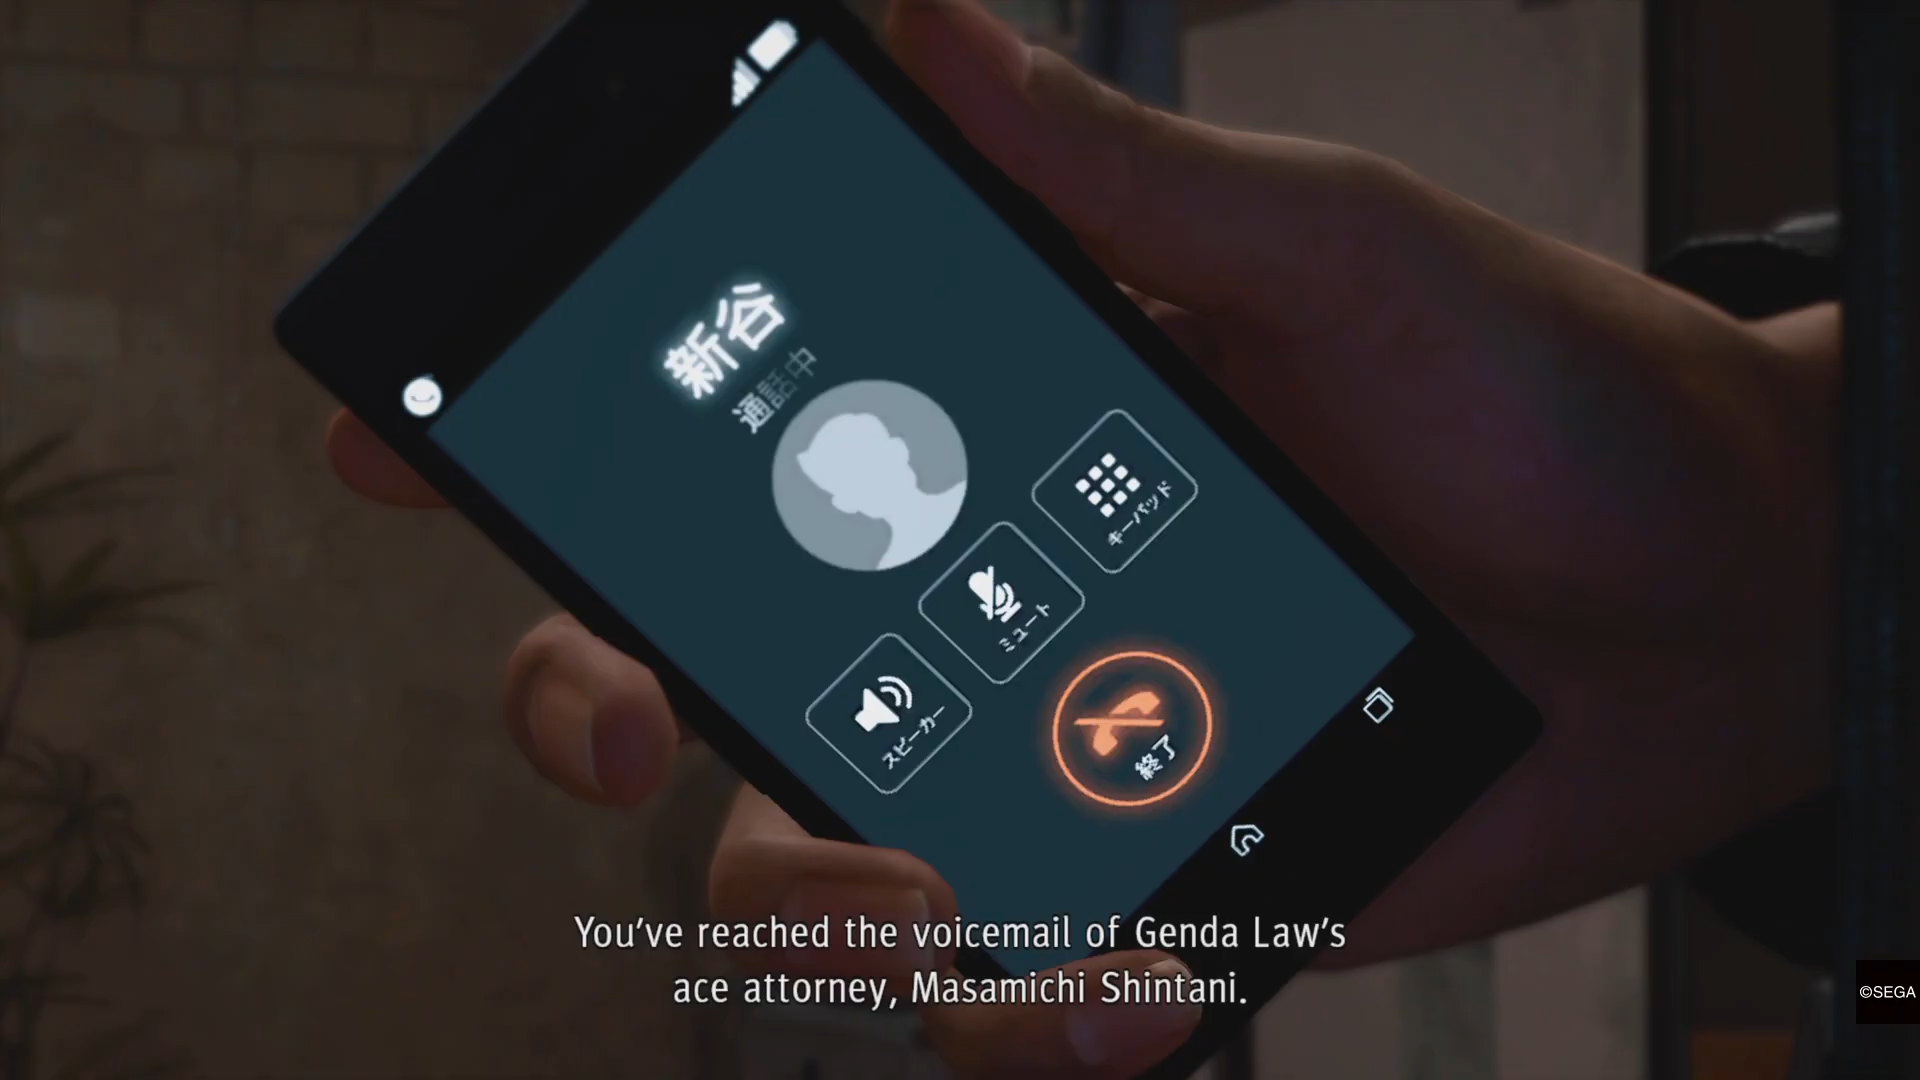 新谷
通話中
キーパッド
ミュート
スピーカー
終了
You've reached the voicemail of Genda Law's
ace attorney, Masamichi Shintani.
©SEGA